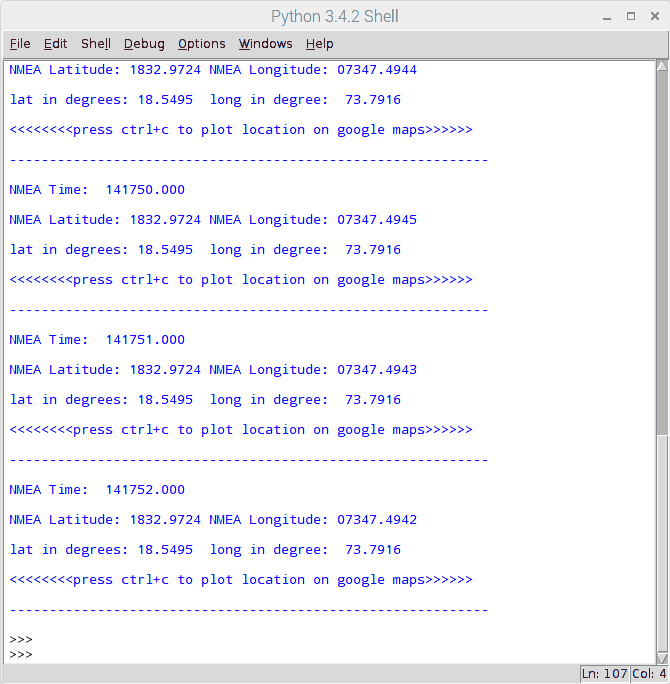 Python 3.4.2 Shell
File Edit Shell Debug Options Windows Help
NMEA Latitude: 1832.9724 NMEA Longitude: 07347.4944
lat in degrees: 18.5495  long in degree:  73.7916
<<<<<<<<press ctrl+c to plot location on google maps>>>>>>
------------------------------------------------------------
NMEA Time:  141750.000
NMEA Latitude: 1832.9724 NMEA Longitude: 07347.4945
lat in degrees: 18.5495  long in degree:  73.7916
<<<<<<<<press ctrl+c to plot location on google maps>>>>>>
------------------------------------------------------------
NMEA Time:  141751.000
NMEA Latitude: 1832.9724 NMEA Longitude: 07347.4943
lat in degrees: 18.5495  long in degree:  73.7916
<<<<<<<<press ctrl+c to plot location on google maps>>>>>>
------------------------------------------------------------
NMEA Time:  141752.000
NMEA Latitude: 1832.9724 NMEA Longitude: 07347.4942
lat in degrees: 18.5495  long in degree:  73.7916
<<<<<<<<press ctrl+c to plot location on google maps>>>>>>
------------------------------------------------------------
>>>
>>>
Ln: 107 Col: 4